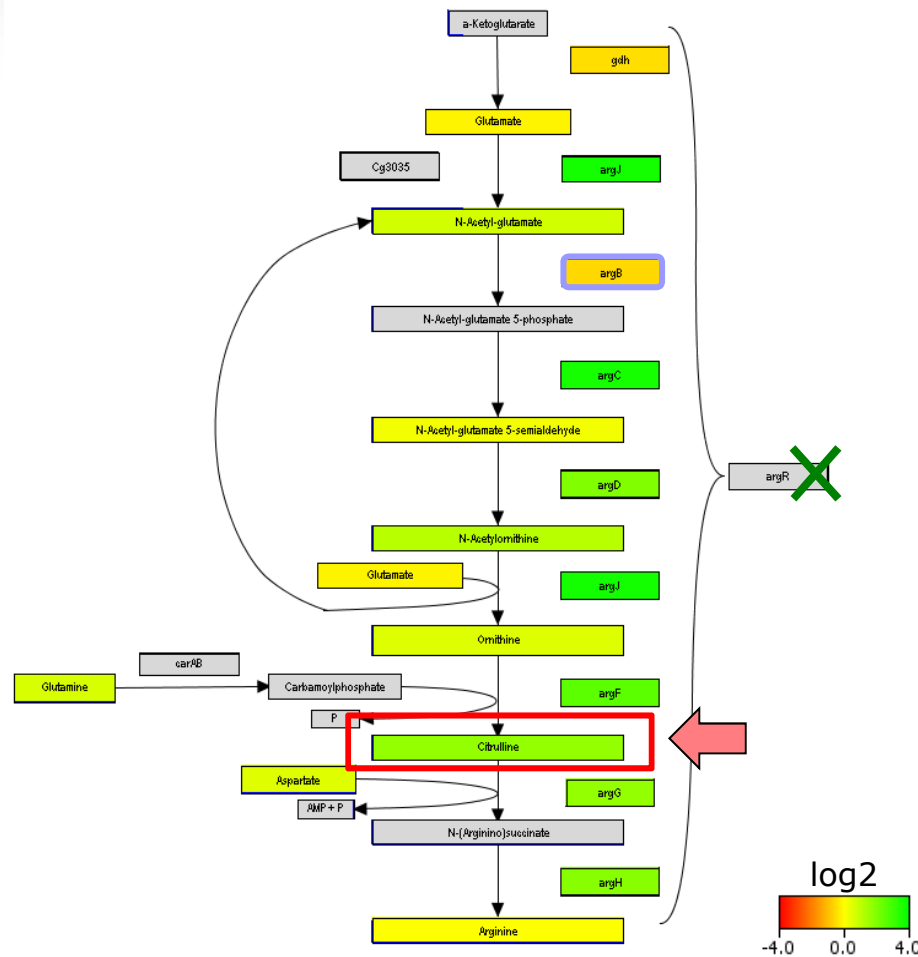 a-Ketoglutarate
gdh
Glutamate
Cg3035
argJ
N-Acetyl-glutamate
argB
N-Acetyl-glutamate 5-phosphate
argC
N-Acetyl-glutamate 5-semialdehyde
argR
argD
N-Acetylornithine
Glutamate
argJ
Ornithine
carAB
Glutamine
Carbamoylphosphate
argF
P
Citrulline
Aspartate
argG
AMP + P
N-(Arginino)succinate
argH
log2
Arginine
-4.0 0.0 4.0